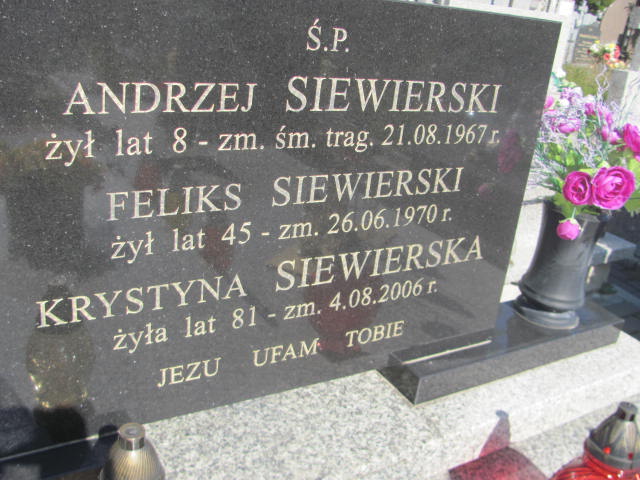 Ś.P.
ANDRZEJ SIEWIERSKI
żył lat 8 - zm. śm. trag. 21.08.1967 r.
FELIKS SIEWIERSKI
żył lat 45 - zm. 26.06.1970 r.
KRYSTYNA SIEWIERSKA
żyła lat 81 - zm. 4.08.2006 r.
JEZU UFAM TOBIE